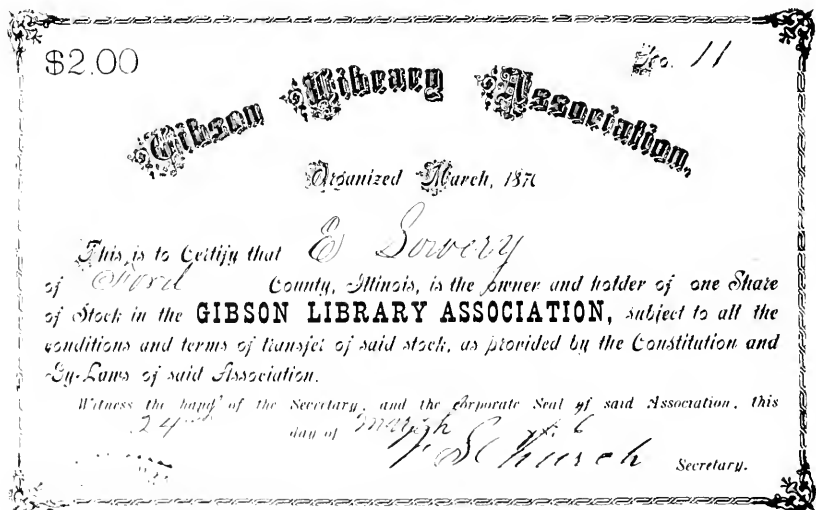 $2.00
No. 11
Gibson Library Association,
Organized March, 187
This is to Certify that E Sowery
of Ford County, Illinois, is the owner and holder of one Share
of Stock in the GIBSON LIBRARY ASSOCIATION, subject to all the
conditions and terms of transfer of said stock, as provided by the Constitution and
By-Laws of said Association.
Witness the hand of the Secretary, and the corporate Seal of said Association, this
24 day of March
Church Secretary.